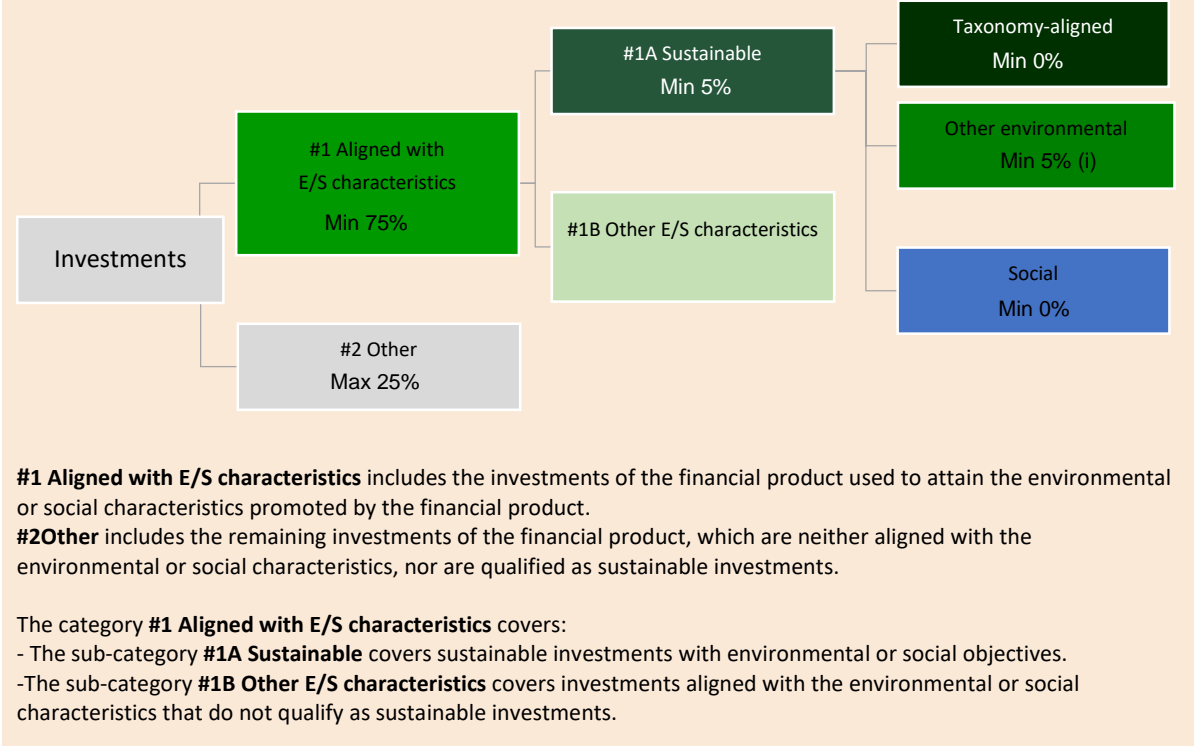 Investments
#1 Aligned with
E/S characteristics
Min 75%
#2 Other
Max 25%
#1A Sustainable
Min 5%
#1B Other E/S characteristics
Taxonomy-aligned
Min 0%
Other environmental
Min 5% (i)
Social
Min 0%
#1 Aligned with E/S characteristics includes the investments of the financial product used to attain the environmental
or social characteristics promoted by the financial product.
#2Other includes the remaining investments of the financial product, which are neither aligned with the
environmental or social characteristics, nor are qualified as sustainable investments.
The category #1 Aligned with E/S characteristics covers:
- The sub-category #1A Sustainable covers sustainable investments with environmental or social objectives.
-The sub-category #1B Other E/S characteristics covers investments aligned with the environmental or social
characteristics that do not qualify as sustainable investments.